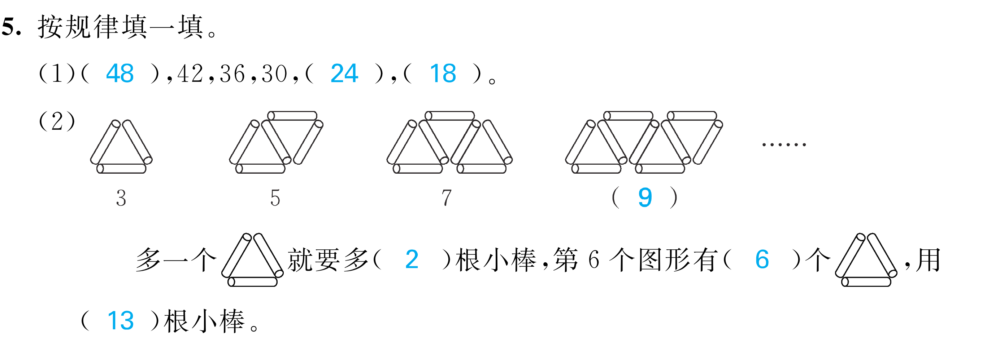 5. 按规律填一填。
(1)( 48 ),42,36,30,( 24 ),( 18 )。
(2)
3 5 7 ( 9 ) ……
多一个 就要多( 2 )根小棒,第 6 个图形有( 6 )个 ,用
( 13 )根小棒。